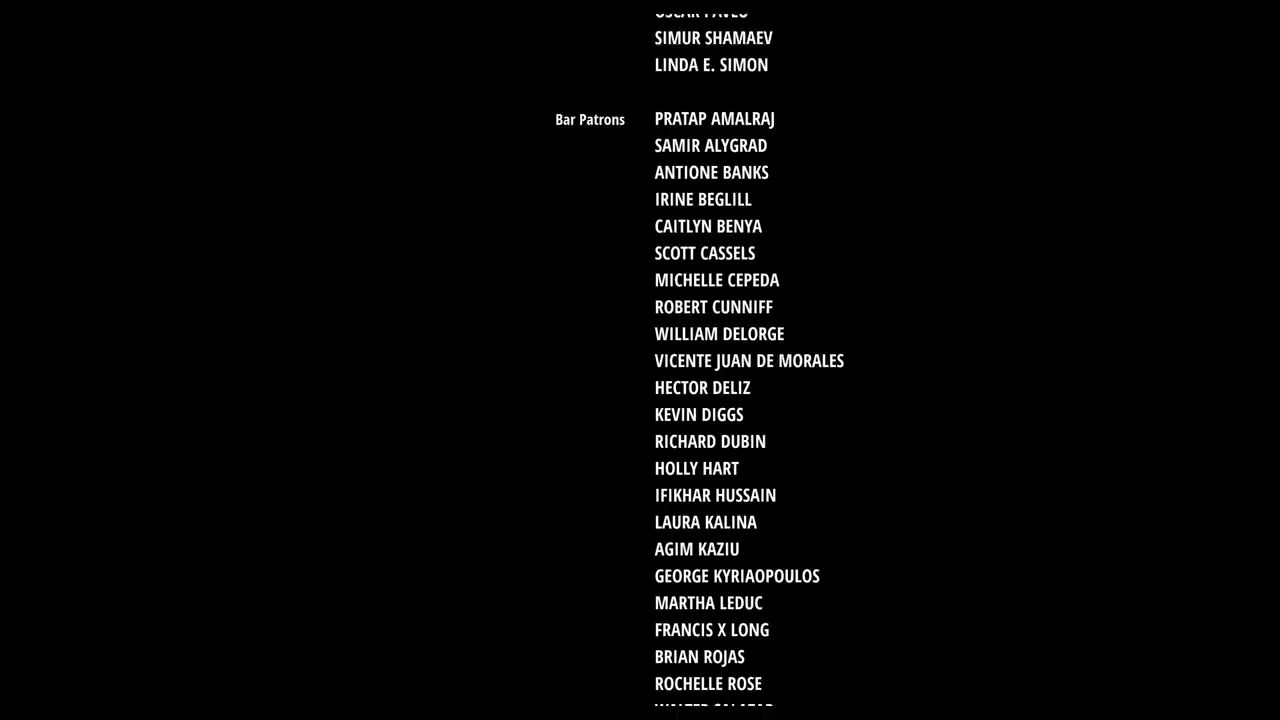 SIMUR SHAMAEV
LINDA E. SIMON
Bar Patrons PRATAP AMALRAJ
SAMIR ALYGRAD
ANTIONE BANKS
IRINE BEGLILL
CAITLYN BENYA
SCOTT CASSELS
MICHELLE CEPEDA
ROBERT CUNNIFF
WILLIAM DELORGE
VICENTE JUAN DE MORALES
HECTOR DELIZ
KEVIN DIGGS
RICHARD DUBIN
HOLLY HART
IFIKHAR HUSSAIN
LAURA KALINA
AGIM KAZIU
GEORGE KYRIAOPOULOS
MARTHA LEDUC
FRANCIS X LONG
BRIAN ROJAS
ROCHELLE ROSE